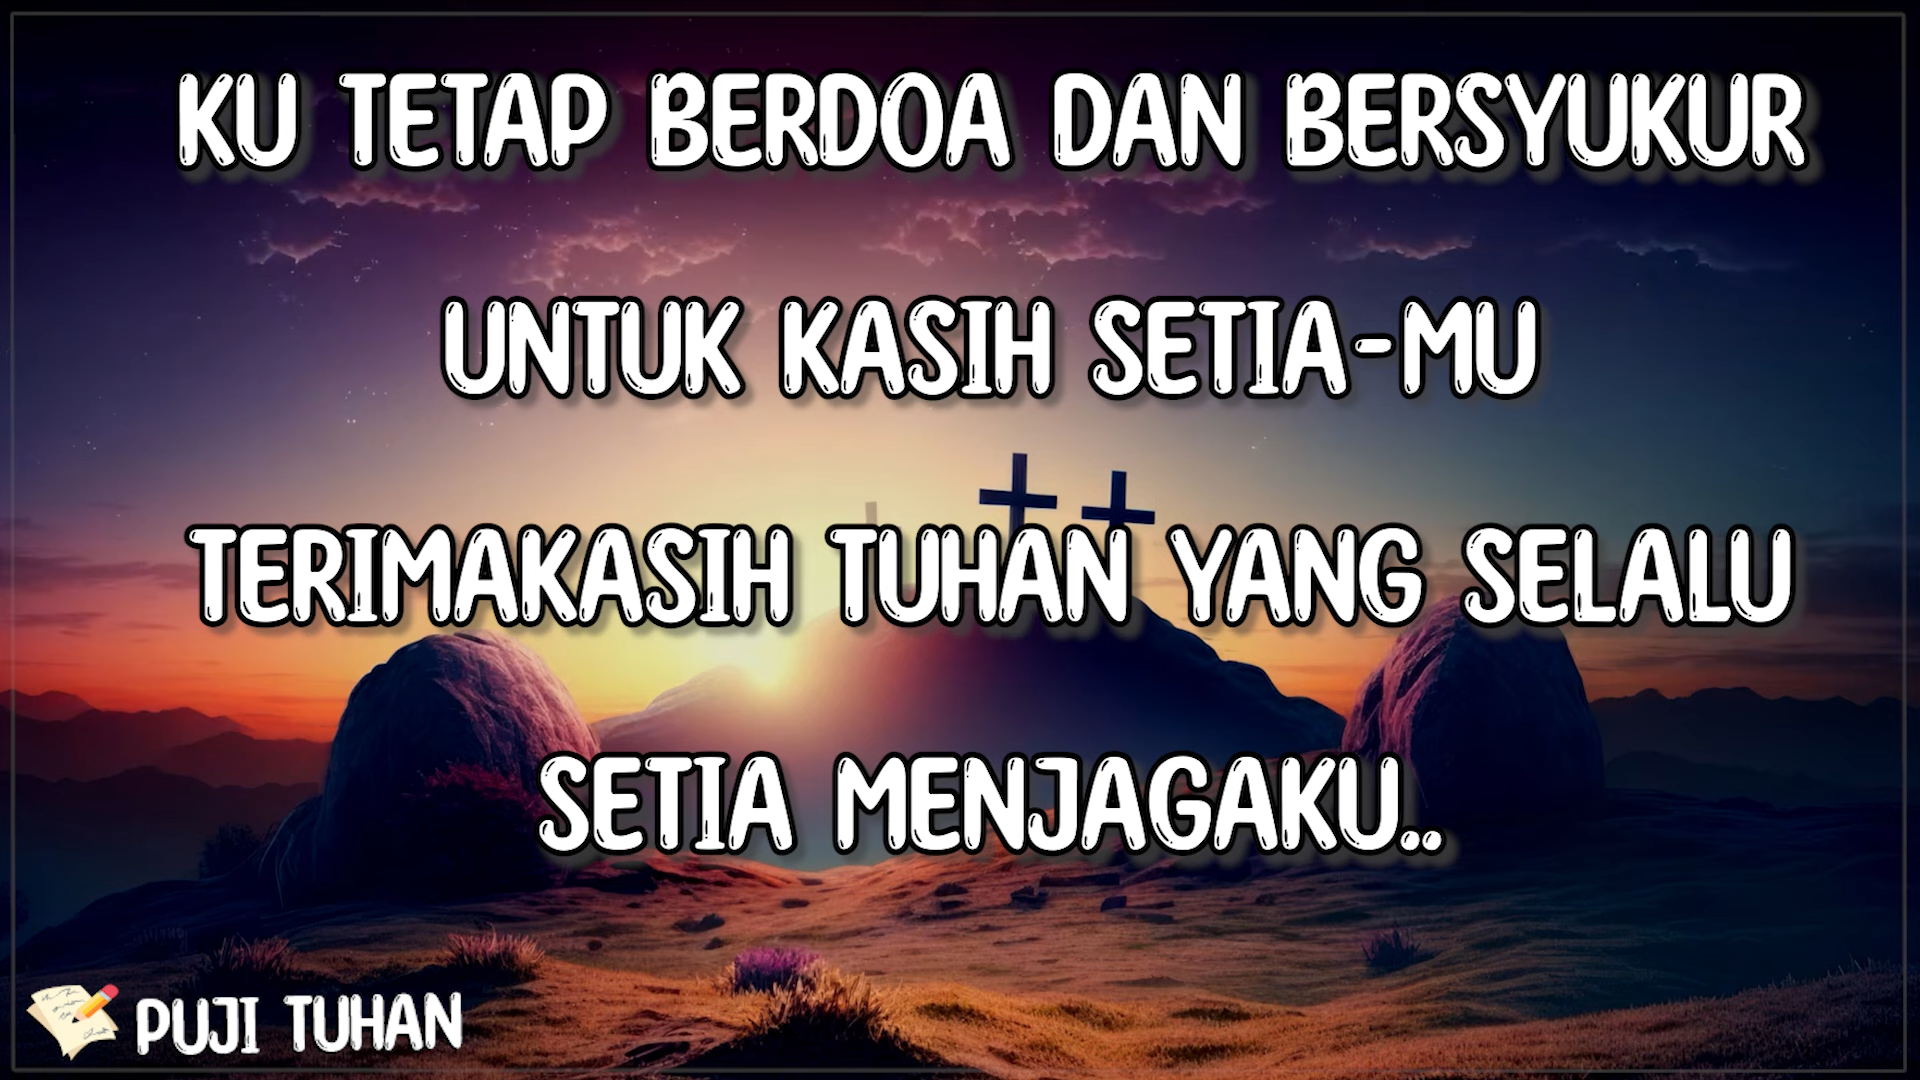 KU TETAP BERDOA DAN BERSYUKUR
UNTUK KASIH SETIA-MU
TERIMAKASIH TUHAN YANG SELALU
SETIA MENJAGAKU..
PUJI TUHAN